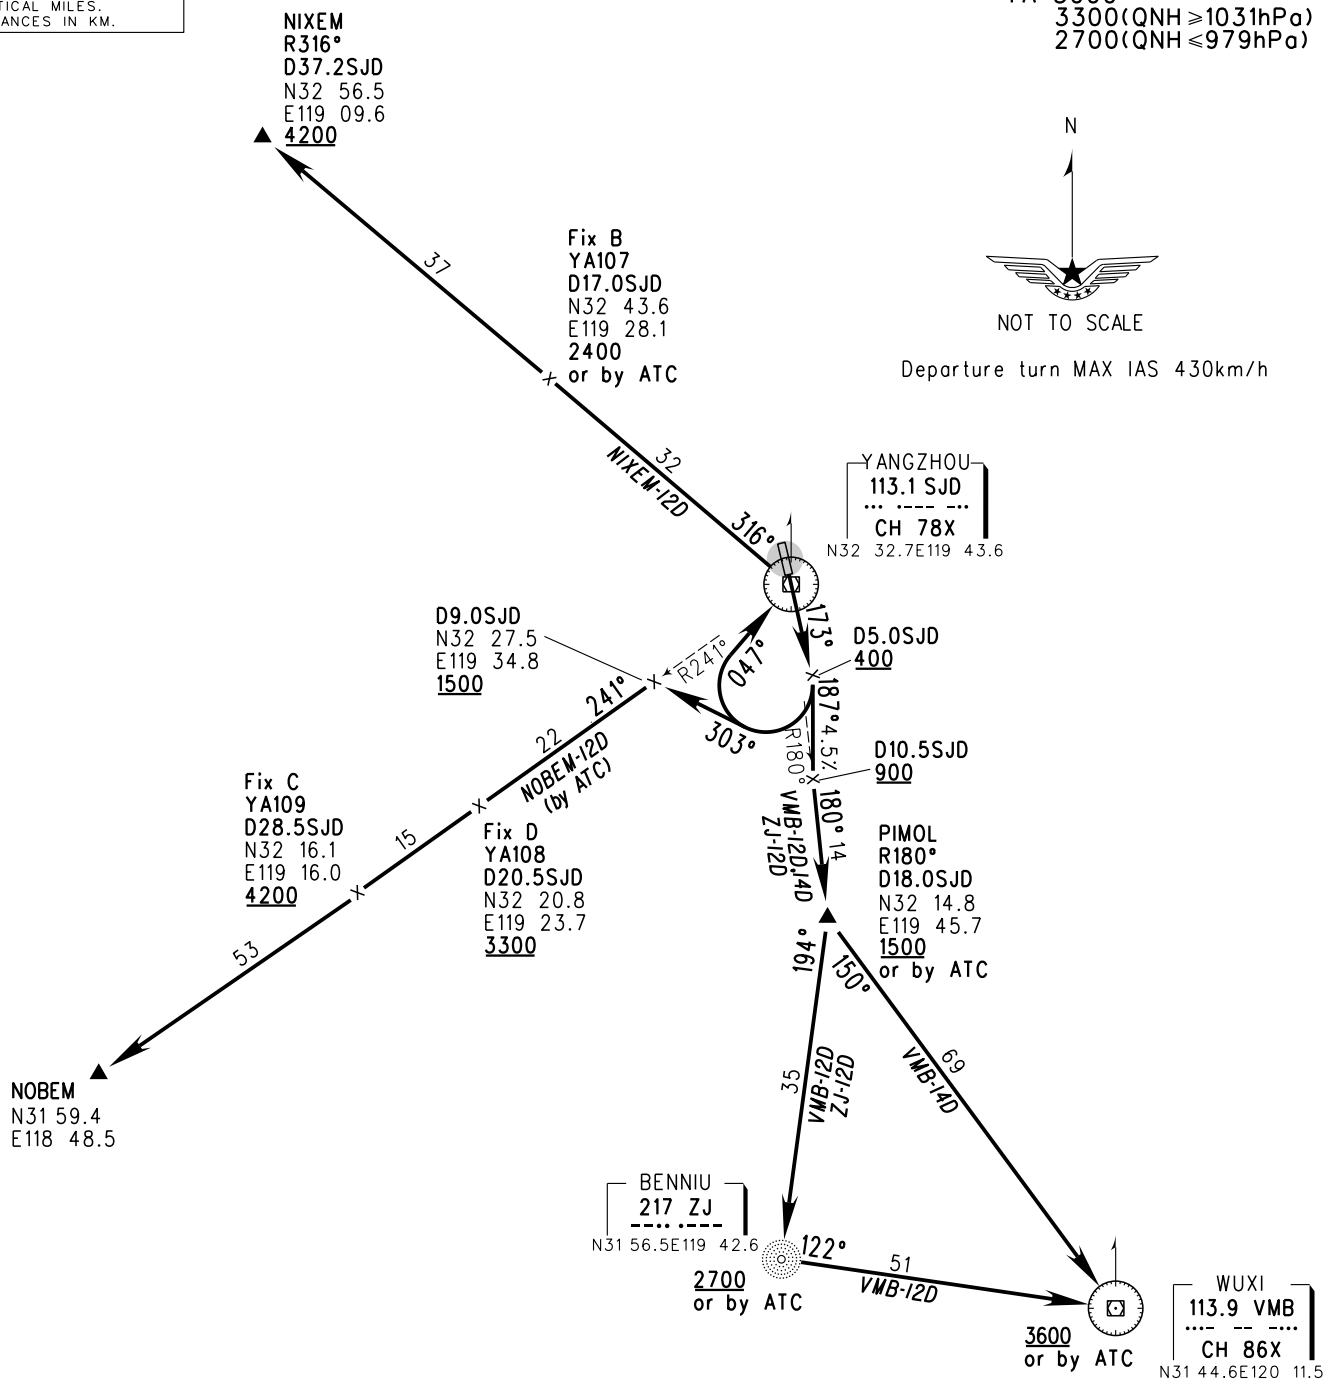 TICAL MILES.
ANCES IN KM.
3300(QNH ≥1031hPa)
2700(QNH ≤979hPa)
NIXEM
R316°
D37.2SJD
N32 56.5
E119 09.6
4200
N
NOT TO SCALE
Departure turn MAX IAS 430km/h
37
Fix B
YA107
D17.0SJD
N32 43.6
E119 28.1
2400
or by ATC
32
NIXEM-12D
316°
YANGZHOU
113.1 SJD
··· ·--- -··
CH 78X
N32 32.7E119 43.6
173°
D5.0SJD
400
D9.0SJD
N32 27.5
E119 34.8
1500
R241°
047°
303°
241°
22
NOBEM-12D
(by ATC)
187°
4.5%
R180°
D10.5SJD
900
180°
14
VMB-12D,14D
ZJ-12D
PIMOL
R180°
D18.0SJD
N32 14.8
E119 45.7
1500
or by ATC
Fix C
YA109
D28.5SJD
N32 16.1
E119 16.0
4200
15
Fix D
YA108
D20.5SJD
N32 20.8
E119 23.7
3300
53
NOBEM
N31 59.4
E118 48.5
194°
150°
35
VMB-12D
ZJ-12D
69
VMB-14D
BENNIU
217 ZJ
--·· ·---
N31 56.5E119 42.6
2700
or by ATC
122°
51
VMB-12D
3600
or by ATC
WUXI
113.9 VMB
···- -- -···
CH 86X
N31 44.6E120 11.5